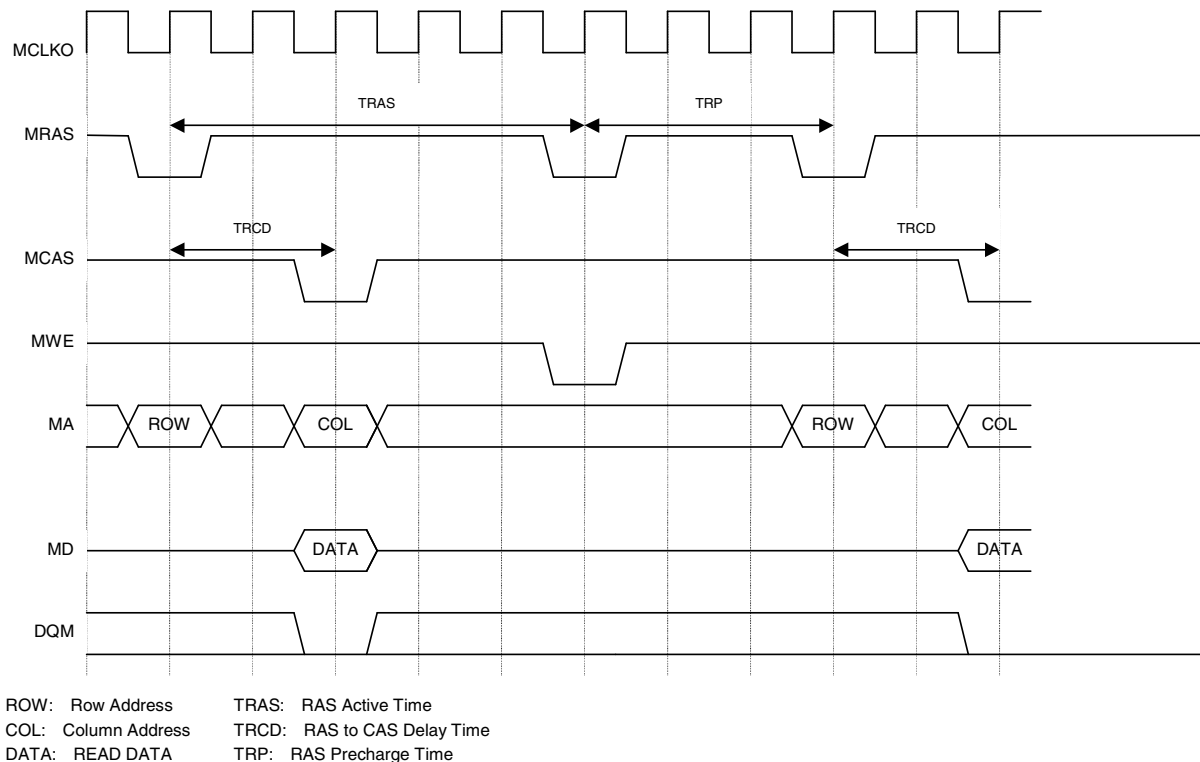 MCLKO
TRAS TRP
MRAS
TRCD TRCD
MCAS
MWE
MA ROW COL ROW COL
MD DATA DATA
DQM
ROW: Row Address TRAS: RAS Active Time
COL: Column Address TRCD: RAS to CAS Delay Time
DATA: READ DATA TRP: RAS Precharge Time